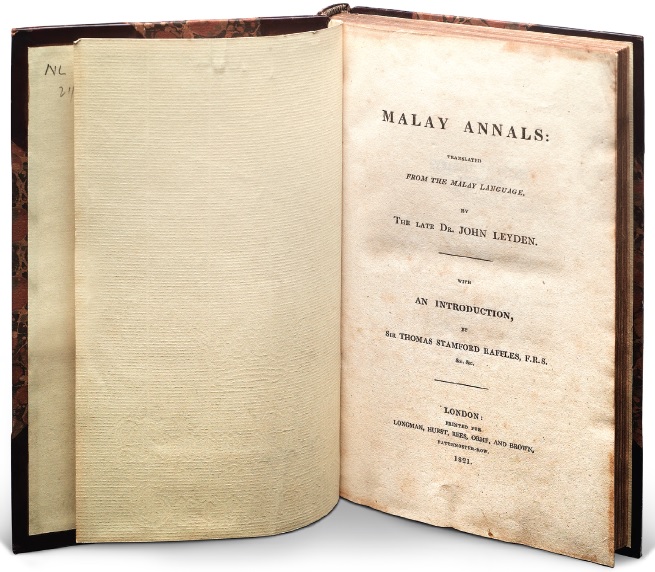 NL
MALAY ANNALS:
TRANSLATED
FROM THE MALAY LANGUAGE,
BY
THE LATE DR. JOHN LEYDEN.
WITH
AN INTRODUCTION,
BY
SIR THOMAS STAMFORD RAFFLES, F.R.S.
&c. &c.
LONDON:
PRINTED FOR
LONGMAN, HURST, REES, ORME, AND BROWN,
PATERNOSTER-ROW.
1821.